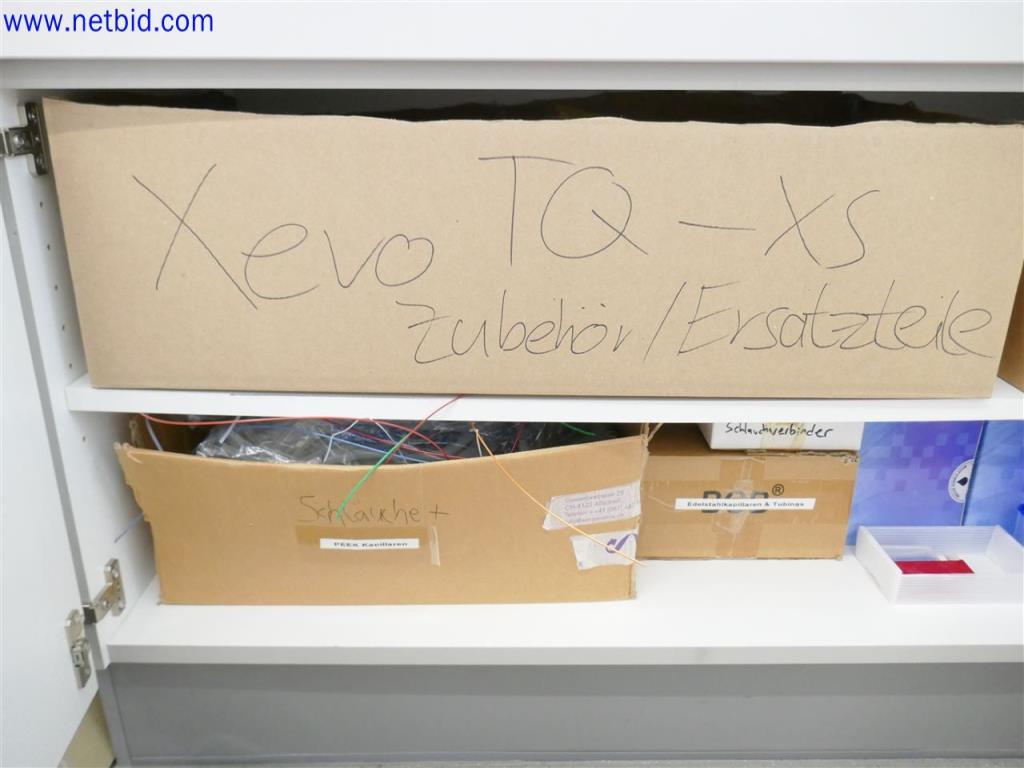 www.netbid.com
Xevo TQ-XS
Zubehör/Ersatzteile
Schlauchverbinder
Schläuche +
PEEK Kapillaren
Edelstahlkapillaren & Tubings